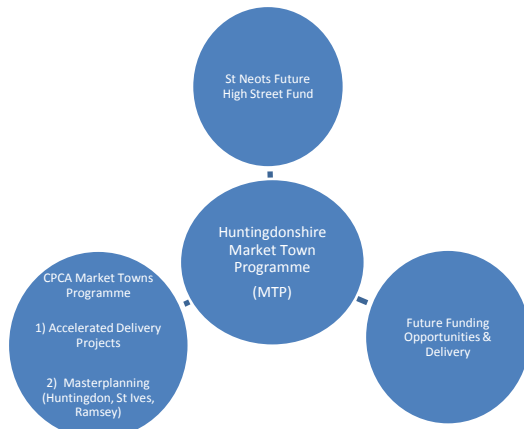 St Neots Future
High Street Fund
Huntingdonshire
Market Town
Programme
(MTP)
CPCA Market Towns
Programme
1) Accelerated Delivery
Projects
2) Masterplanning
(Huntingdon, St Ives,
Ramsey)
Future Funding
Opportunities &
Delivery